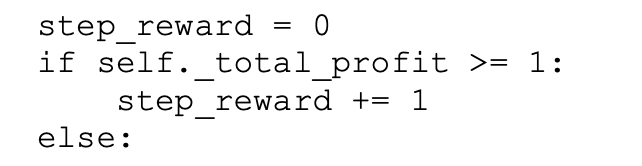 step_reward = 0
if self._total_profit >= 1:
    step_reward += 1
else: